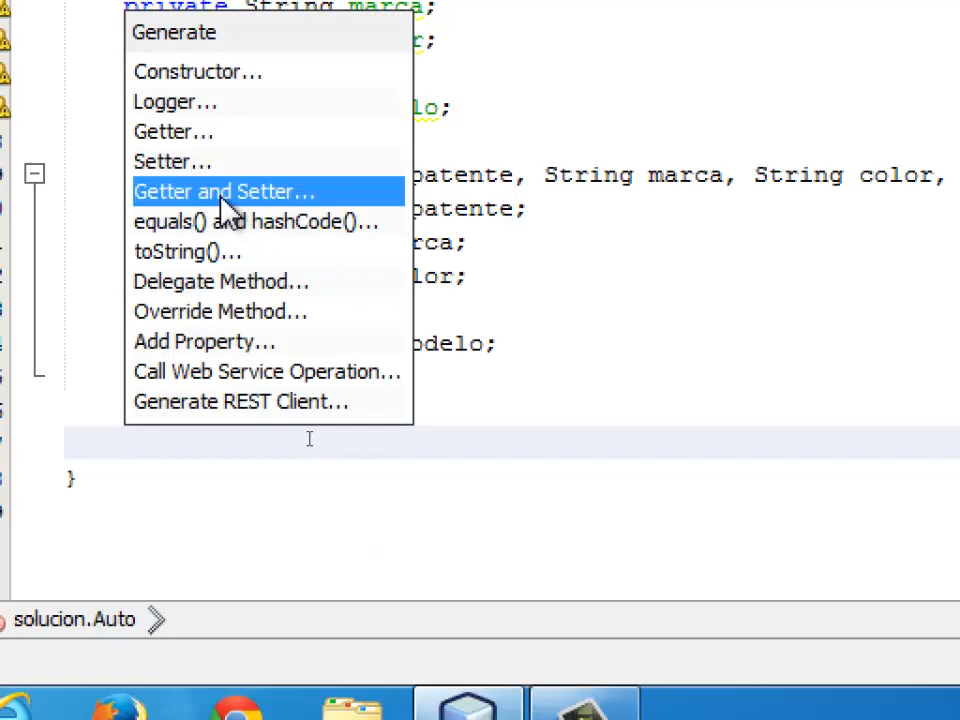 private String marca;
Generate
r;
Constructor...
Logger...
lo;
Getter...
Setter...
patente, String marca, String color,
Getter and Setter...
patente;
equals() and hashCode()...
rca;
toString()...
lor;
Delegate Method...
Override Method...
Add Property...
odelo;
Call Web Service Operation...
Generate REST Client...
}
solucion.Auto